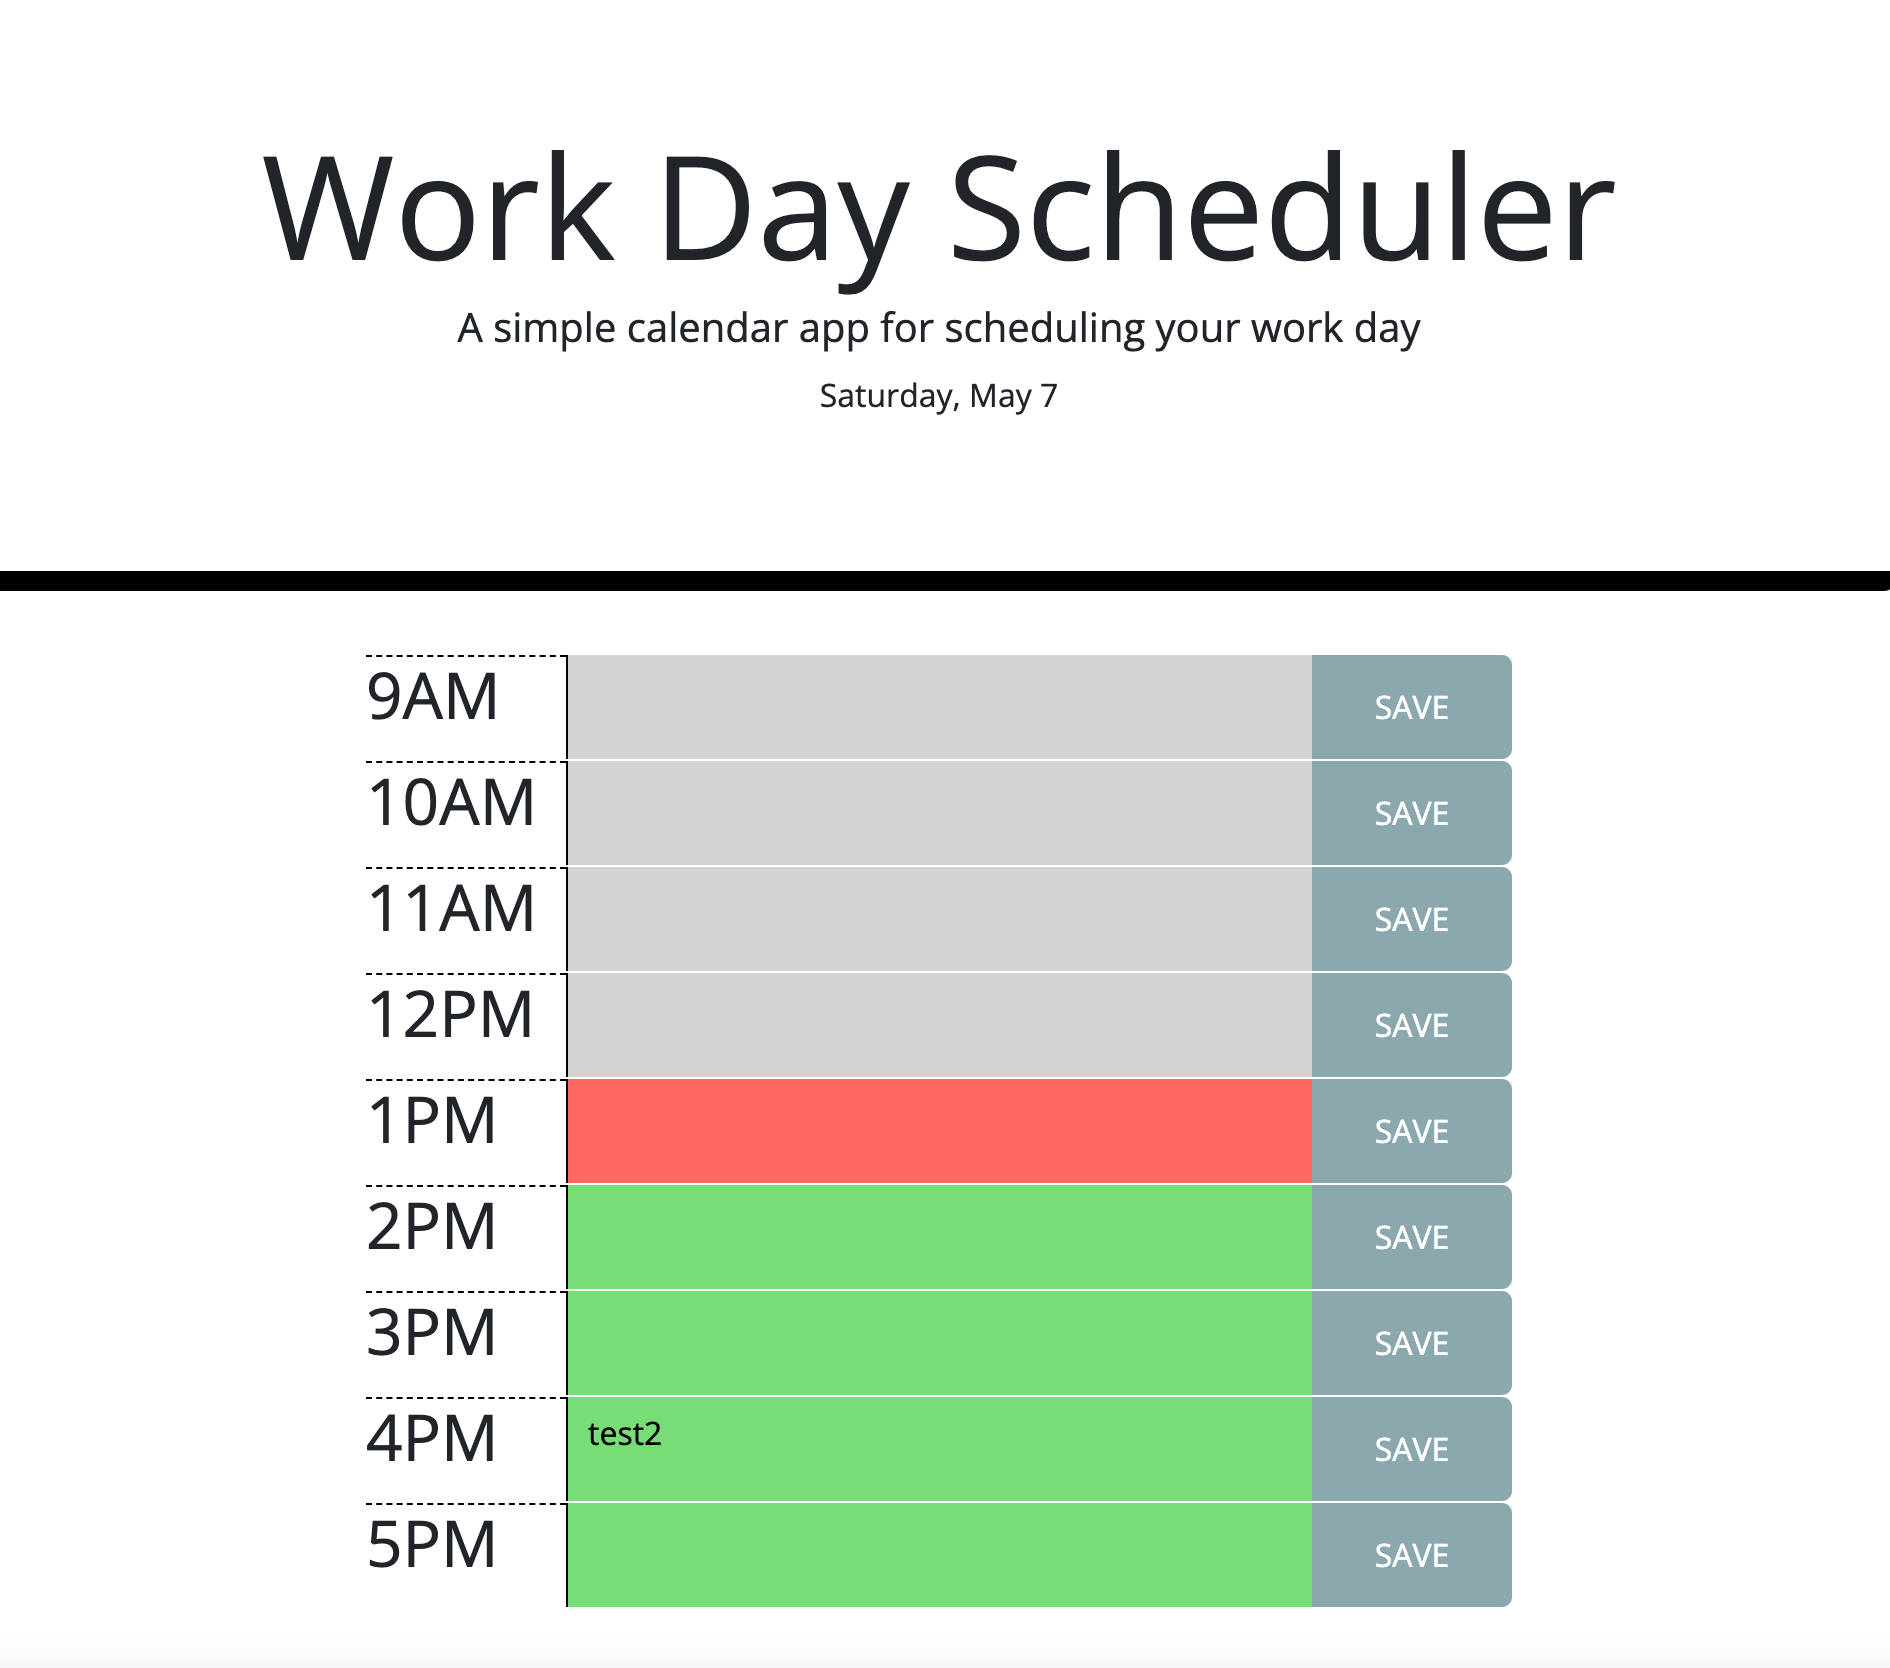 Work Day Scheduler
A simple calendar app for scheduling your work day
Saturday, May 7
9AM SAVE
10AM SAVE
11AM SAVE
12PM SAVE
1PM SAVE
2PM SAVE
3PM SAVE
4PM test2 SAVE
5PM SAVE